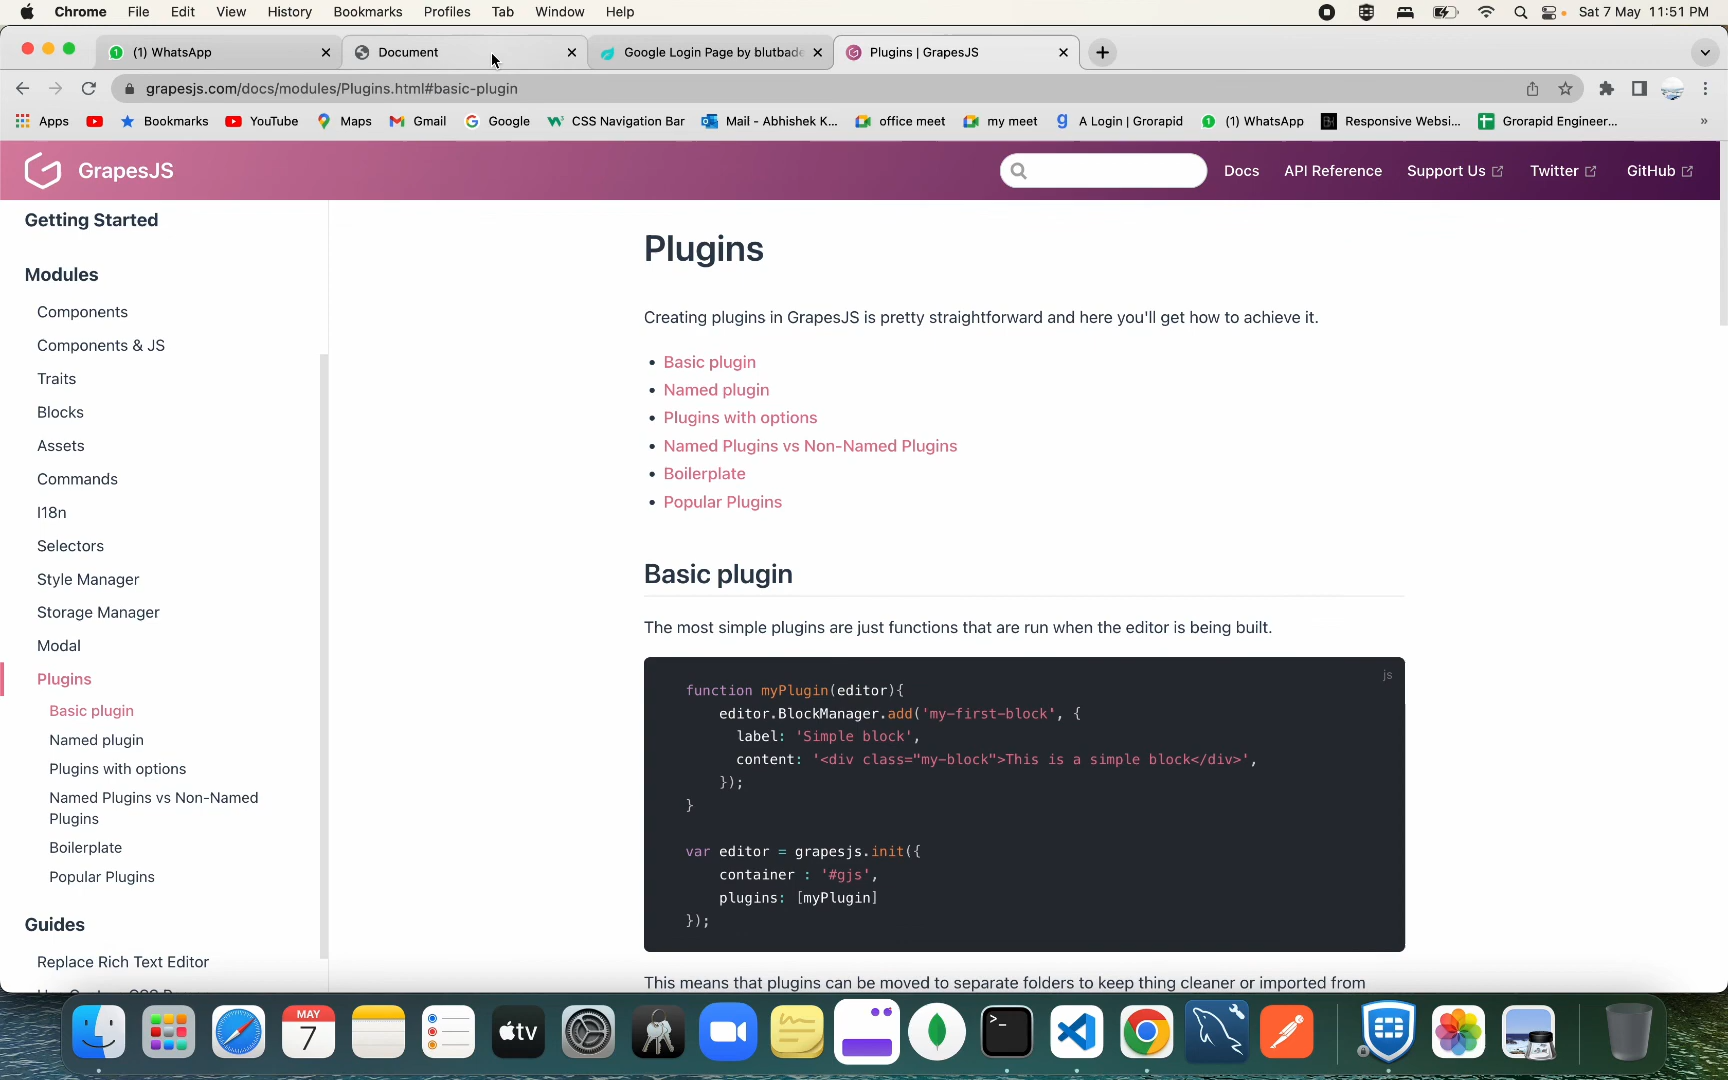 Chrome File Edit View History Bookmarks Profiles Tab Window Help Sat 7 May 11:51 PM
(1) WhatsApp Document Google Login Page by blutbade Plugins | GrapesJS
grapesjs.com/docs/modules/Plugins.html#basic-plugin
Apps Bookmarks YouTube Maps Gmail Google CSS Navigation Bar Mail - Abhishek K... office meet my meet A Login | Grorapid (1) WhatsApp Responsive Websi... Grorapid Engineer... »
GrapesJS Docs API Reference Support Us Twitter GitHub
Getting Started
Modules
Components
Components & JS
Traits
Blocks
Assets
Commands
I18n
Selectors
Style Manager
Storage Manager
Modal
Plugins
Basic plugin
Named plugin
Plugins with options
Named Plugins vs Non-Named
Plugins
Boilerplate
Popular Plugins
Guides
Replace Rich Text Editor
Plugins
Creating plugins in GrapesJS is pretty straightforward and here you'll get how to achieve it.
• Basic plugin
• Named plugin
• Plugins with options
• Named Plugins vs Non-Named Plugins
• Boilerplate
• Popular Plugins
Basic plugin
The most simple plugins are just functions that are run when the editor is being built.
js
function myPlugin(editor){
editor.BlockManager.add('my-first-block', {
label: 'Simple block',
content: '<div class="my-block">This is a simple block</div>',
});
}
var editor = grapesjs.init({
container : '#gjs',
plugins: [myPlugin]
});
This means that plugins can be moved to separate folders to keep thing cleaner or imported from
MAY
7
tv
>_